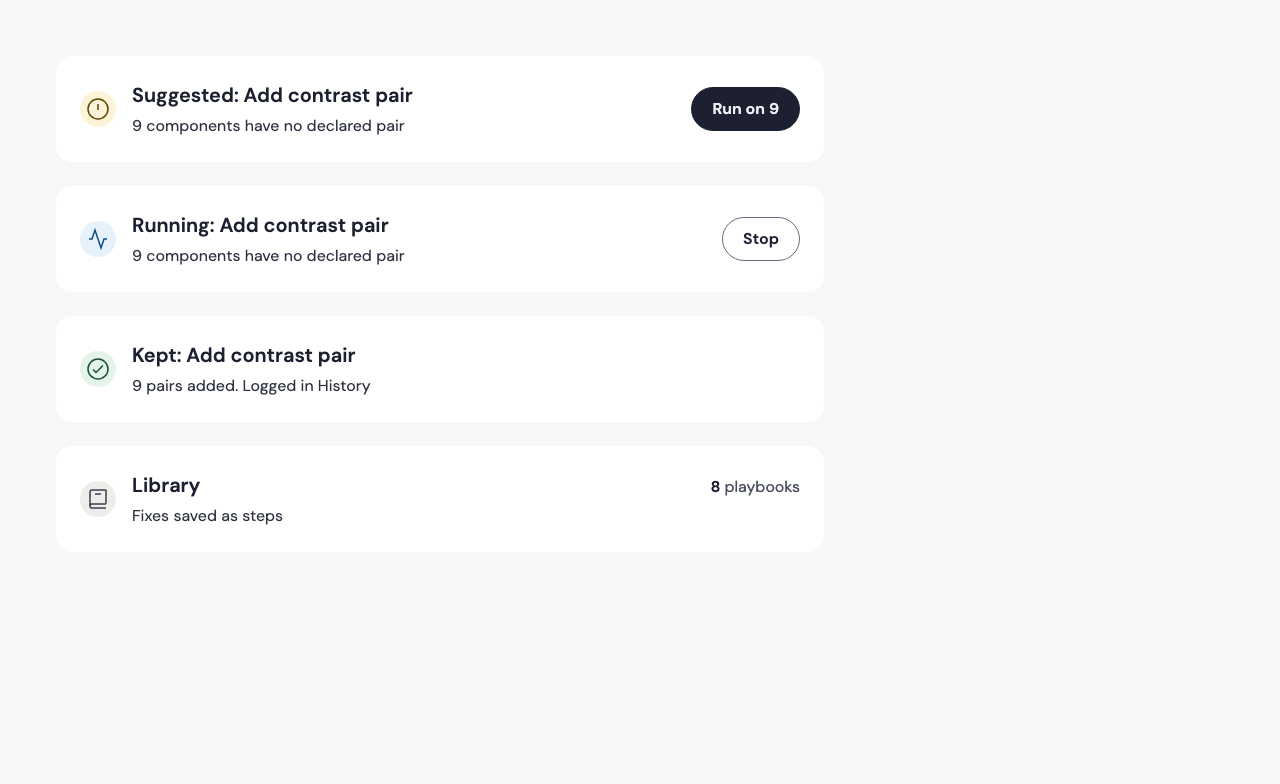 Suggested: Add contrast pair
9 components have no declared pair
Run on 9
Running: Add contrast pair
9 components have no declared pair
Stop
Kept: Add contrast pair
9 pairs added. Logged in History
Library
8 playbooks
Fixes saved as steps